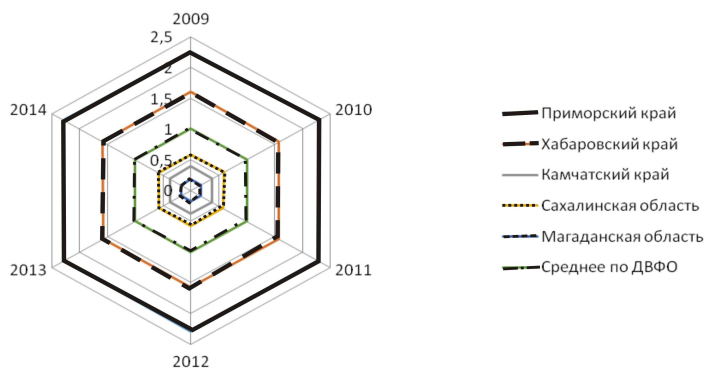 2009
2,5
2
1,5
1
0,5
0
2014
2010
2013
2011
2012
Приморский край
Хабаровский край
Камчатский край
Сахалинская область
Магаданская область
Среднее по ДВФО